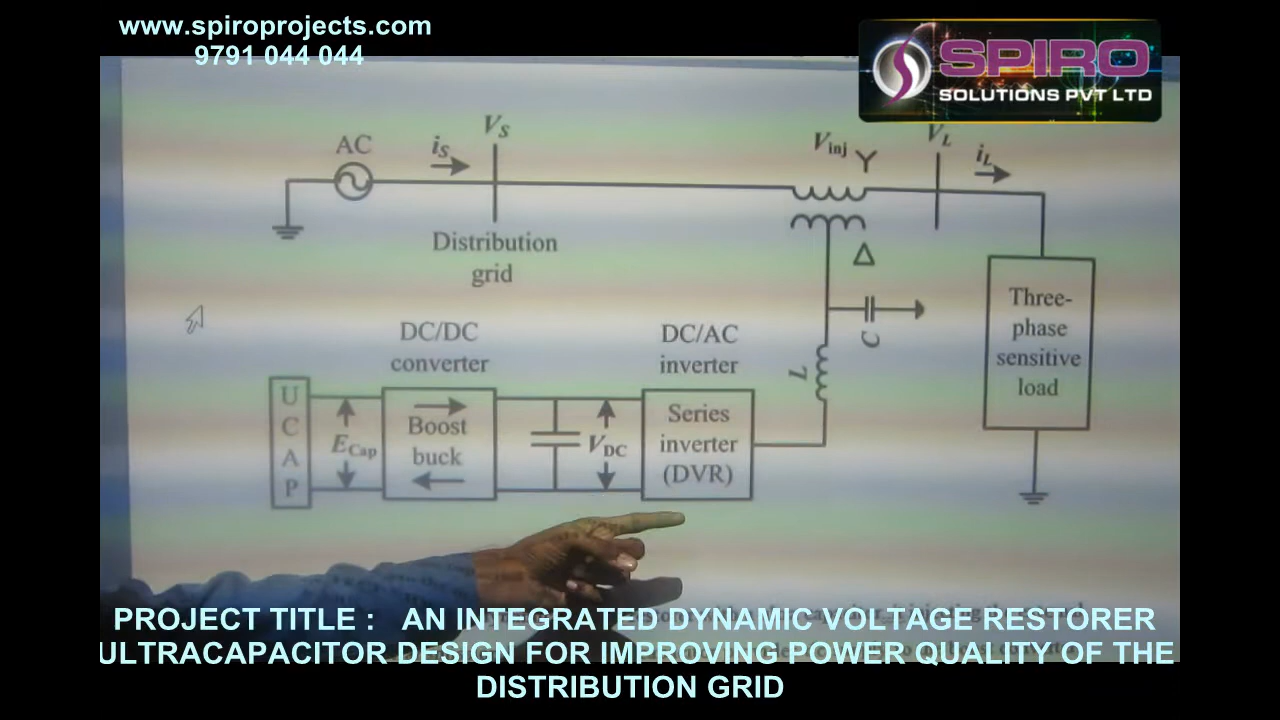 www.spiroprojects.com
9791 044 044
SPIRO
SOLUTIONS PVT LTD
AC
iS
VS
Vinj
Y
VL
iL
Distribution
grid
Δ
Three-
phase
sensitive
load
C
L
DC/DC
converter
DC/AC
inverter
UCAP
ECap
Boost
buck
VDC
Series
inverter
(DVR)
PROJECT TITLE : AN INTEGRATED DYNAMIC VOLTAGE RESTORER
ULTRACAPACITOR DESIGN FOR IMPROVING POWER QUALITY OF THE
DISTRIBUTION GRID